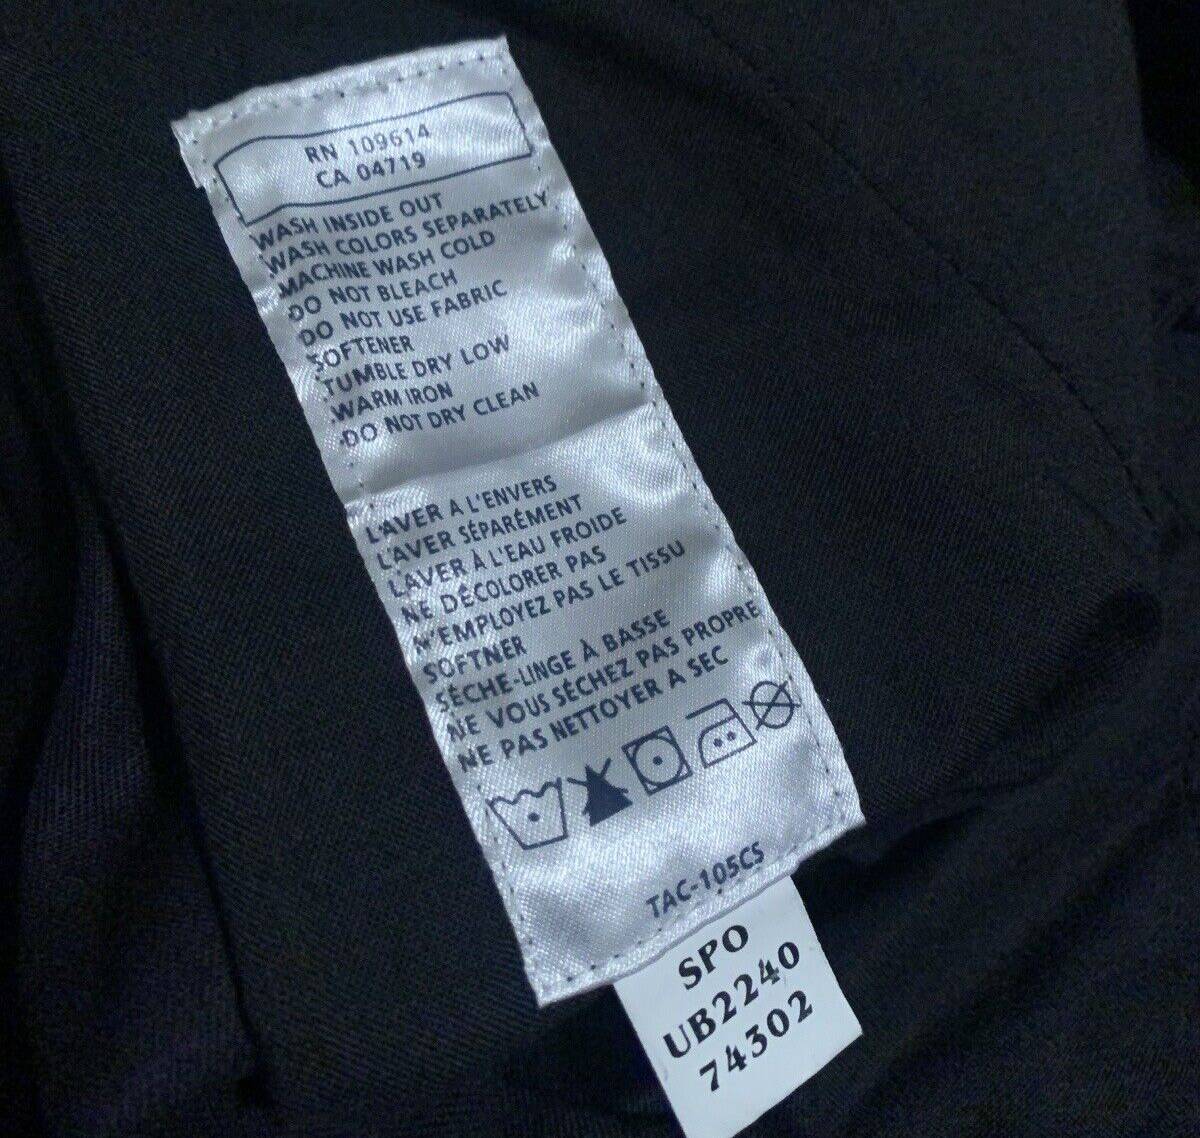 RN 109614
CA 04719
WASH INSIDE OUT
WASH COLORS SEPARATELY
MACHINE WASH COLD
DO NOT BLEACH
DO NOT USE FABRIC
SOFTENER
TUMBLE DRY LOW
WARM IRON
DO NOT DRY CLEAN
LAVER À L'ENVERS
LAVER SÉPARÉMENT
LAVER À L'EAU FROIDE
NE DÉCOLORER PAS
N'EMPLOYEZ PAS LE TISSU
SOFTNER
SÈCHE-LINGE À BASSE
NE VOUS SÉCHEZ PAS PROPRE
NE PAS NETTOYER A SEC
TAC-105CS
SPO
UB2240
74302